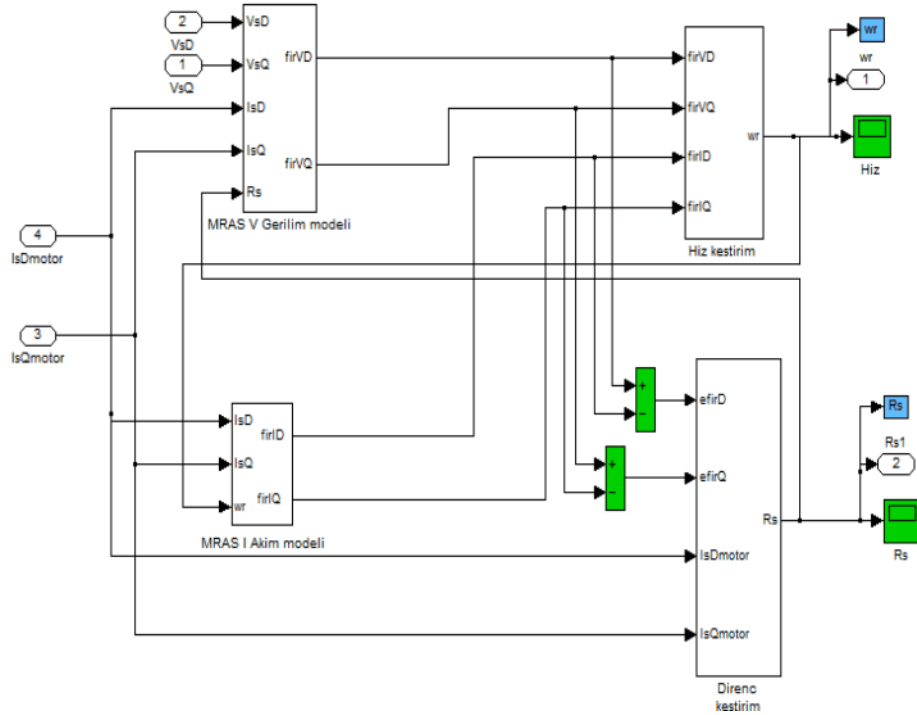 2
VsD
1
VsQ
VsD
VsQ
IsD
IsQ
Rs
firVD
firVQ
MRAS V Gerilim modeli
4
IsDmotor
3
IsQmotor
IsD
IsQ
wr
firID
firIQ
MRAS I Akim modeli
firVD
firVQ
firID
firIQ
wr
Hiz kestirim
wr
wr
1
Hiz
+
−
+
−
efirD
efirQ
IsDmotor
IsQmotor
Rs
Direnc
kestirim
Rs
Rs1
2
Rs